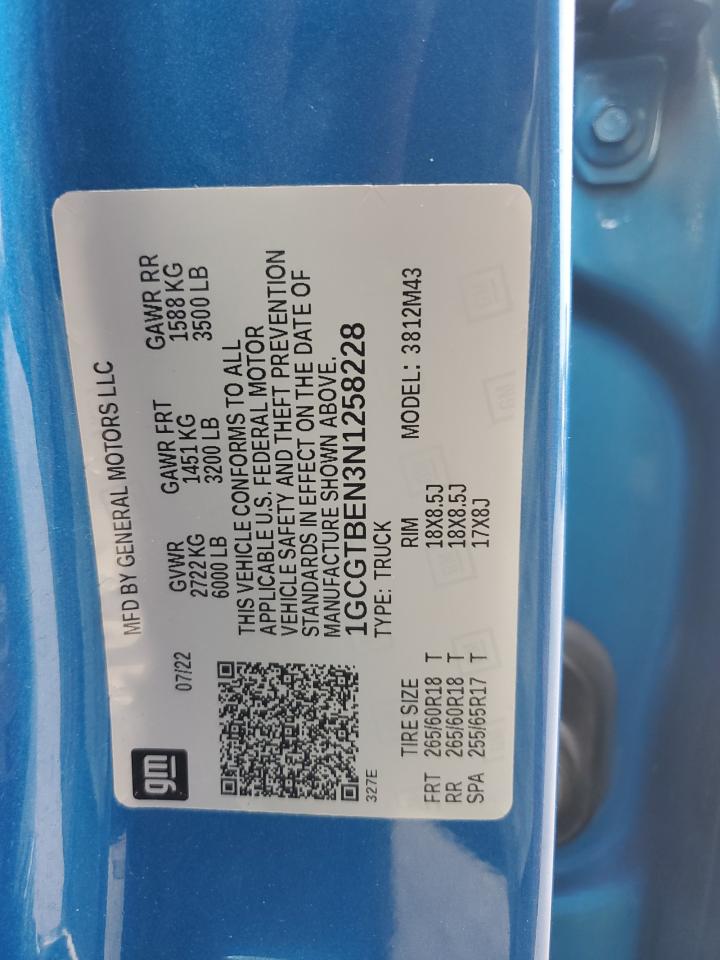 gm
MFD BY GENERAL MOTORS LLC
07/22
GVWR GAWR FRT GAWR RR
2722 KG 1451 KG 1588 KG
6000 LB 3200 LB 3500 LB
THIS VEHICLE CONFORMS TO ALL
APPLICABLE U.S. FEDERAL MOTOR
VEHICLE SAFETY AND THEFT PREVENTION
STANDARDS IN EFFECT ON THE DATE OF
MANUFACTURE SHOWN ABOVE.
1GCGTBEN3N1258228
327E
TYPE: TRUCK MODEL: 3812M43
TIRE SIZE RIM
FRT 265/60R18 T 18X8.5J
RR 265/60R18 T 18X8.5J
SPA 255/65R17 T 17X8J